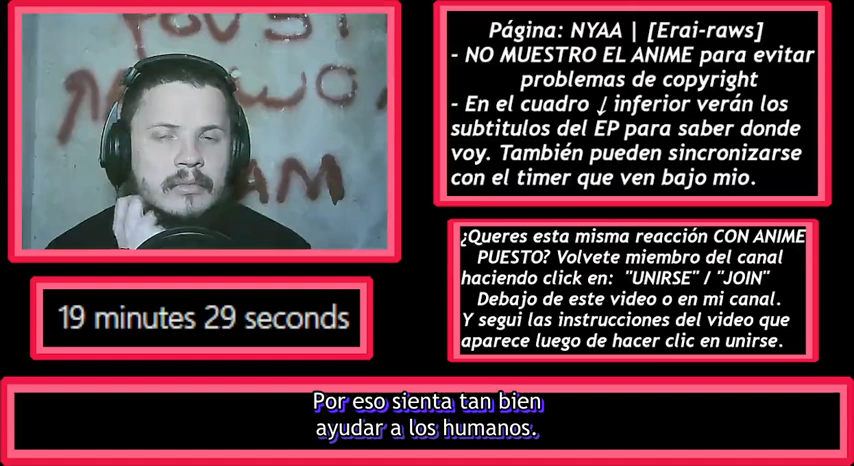 YOU
AM
Página: NYAA | [Erai-raws]
- NO MUESTRO EL ANIME para evitar
problemas de copyright
- En el cuadro ↓ inferior verán los
subtitulos del EP para saber donde
voy. También pueden sincronizarse
con el timer que ven bajo mio.
¿Queres esta misma reacción CON ANIME
PUESTO? Volvete miembro del canal
haciendo click en: "UNIRSE" / "JOIN"
Debajo de este video o en mi canal.
Y segui las instrucciones del video que
aparece luego de hacer clic en unirse.
19 minutes 29 seconds
Por eso sienta tan bien
ayudar a los humanos.